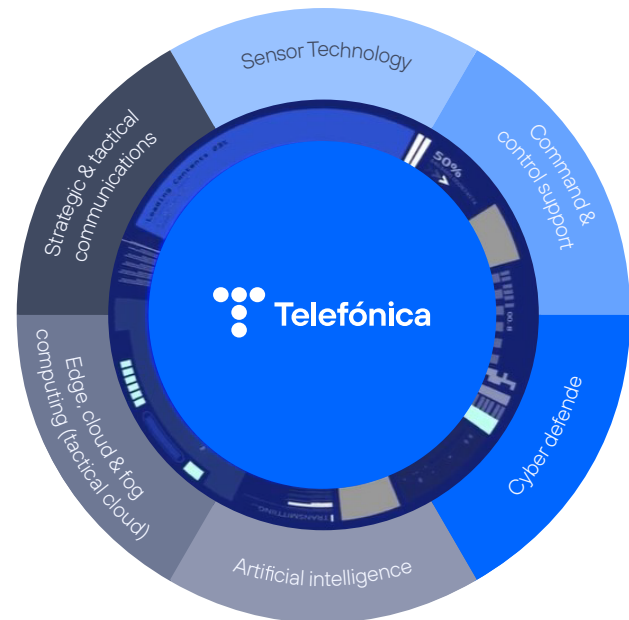 Sensor Technology
Command &
control support
Cyber defende
Artificial intelligence
Edge, cloud & fog
computing (tactical cloud)
Strategic & tactical
communications
Telefónica
50%
TRANSMITTING...